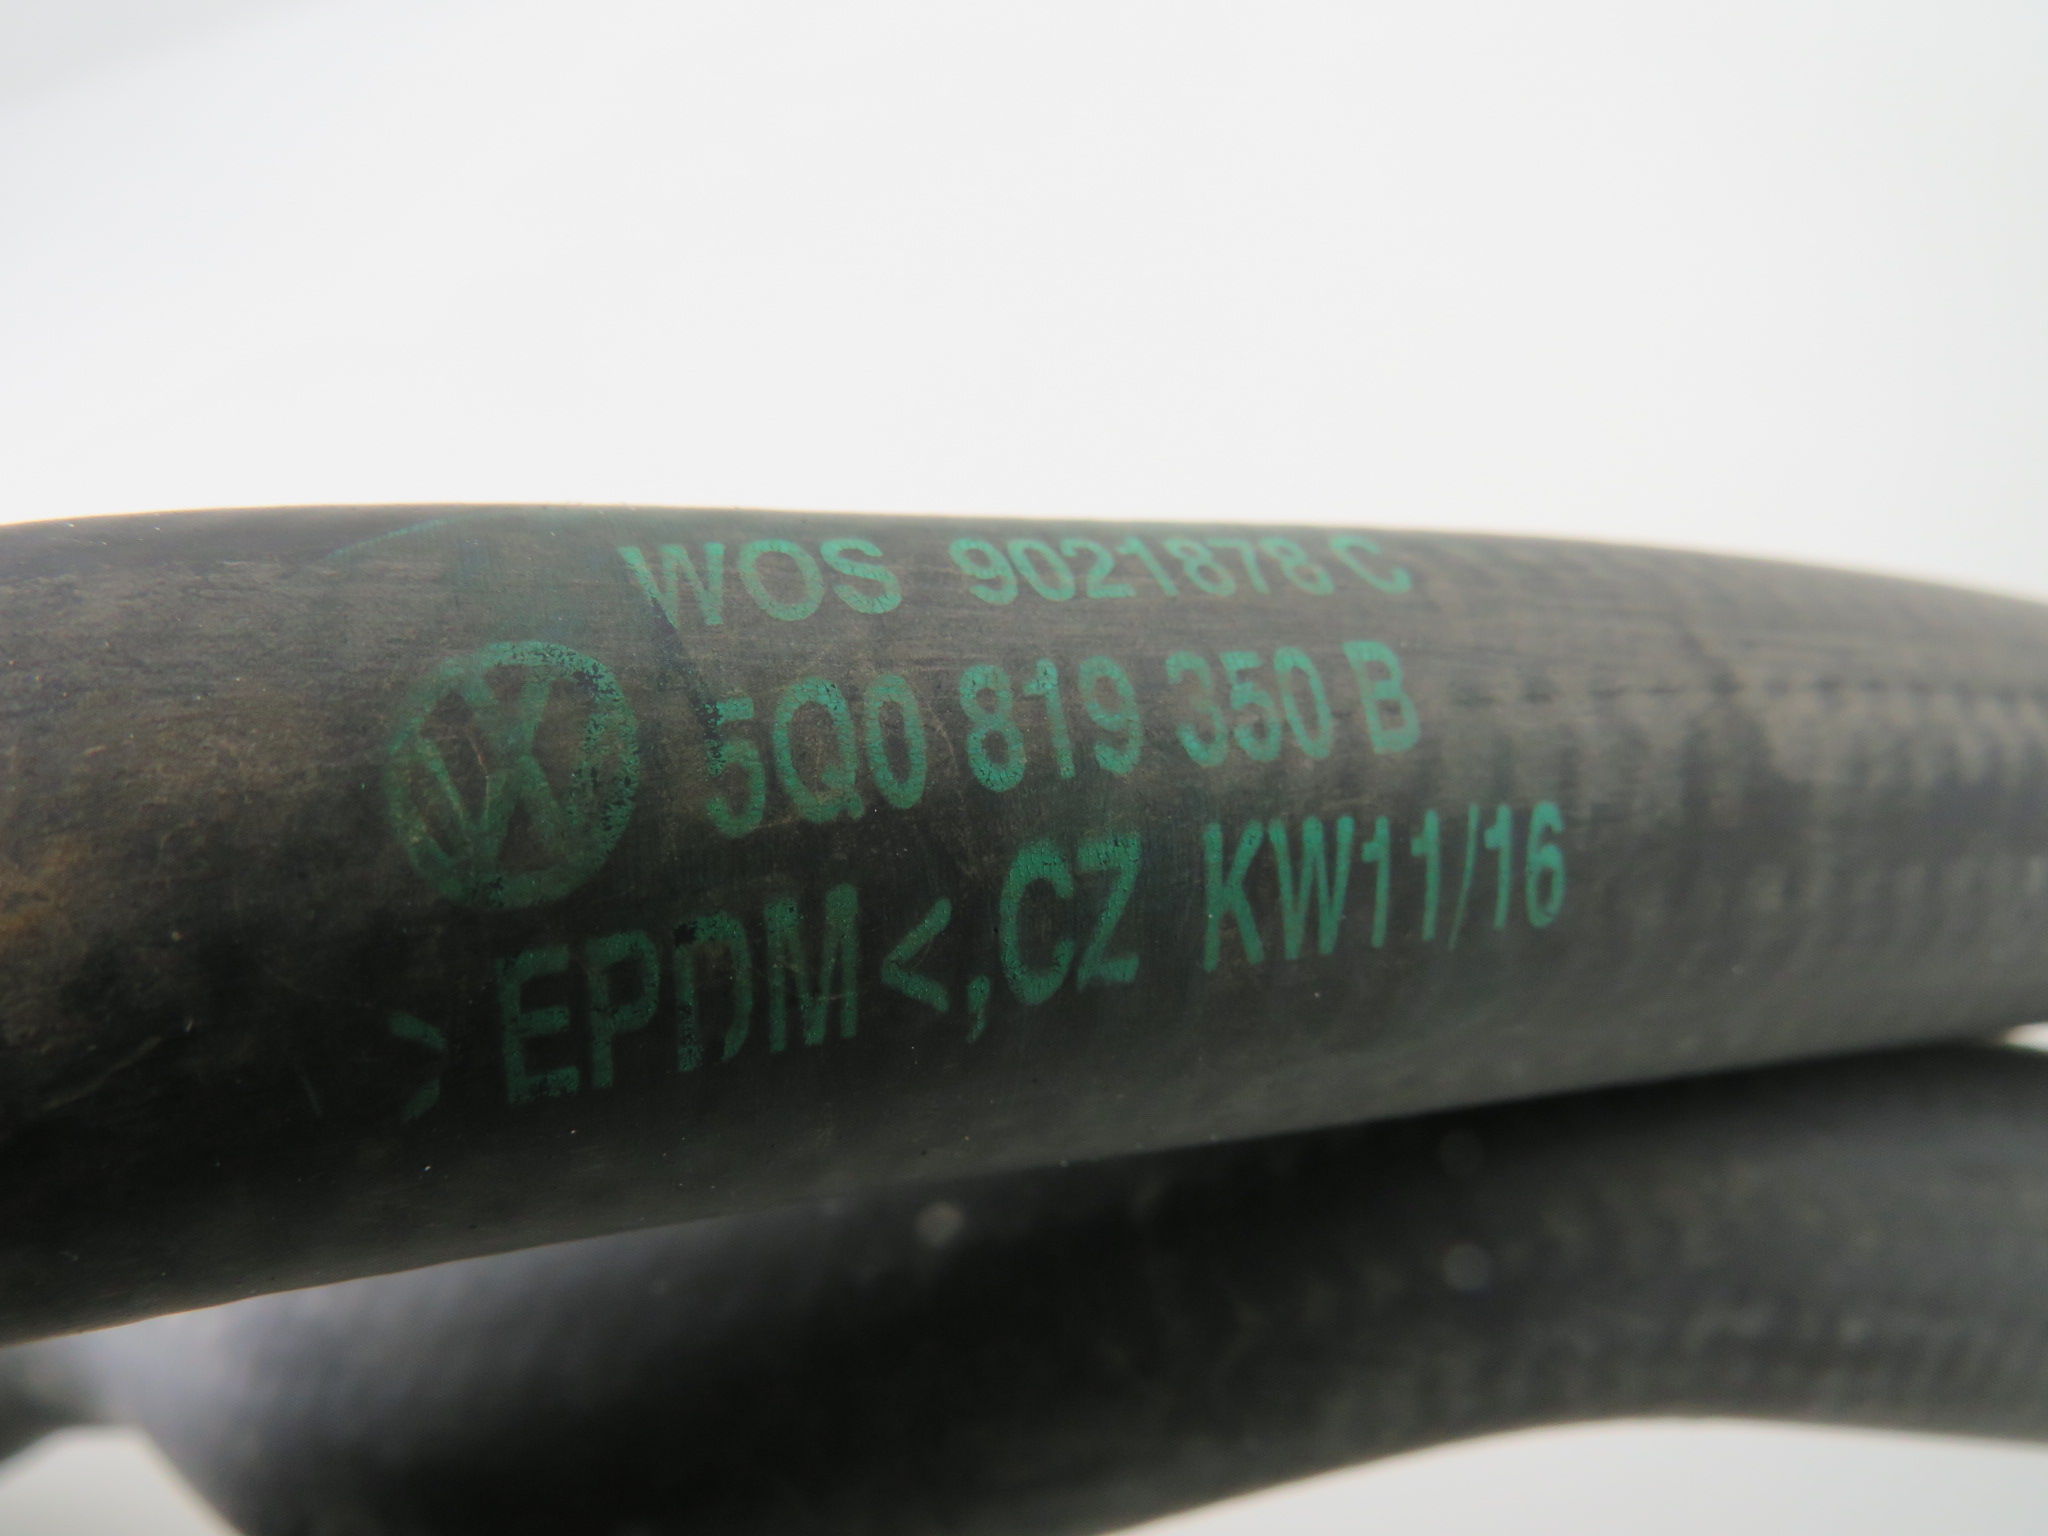 WOS 9021878 C
5Q0 819 350 B
>EPDM<,CZ KW11/16